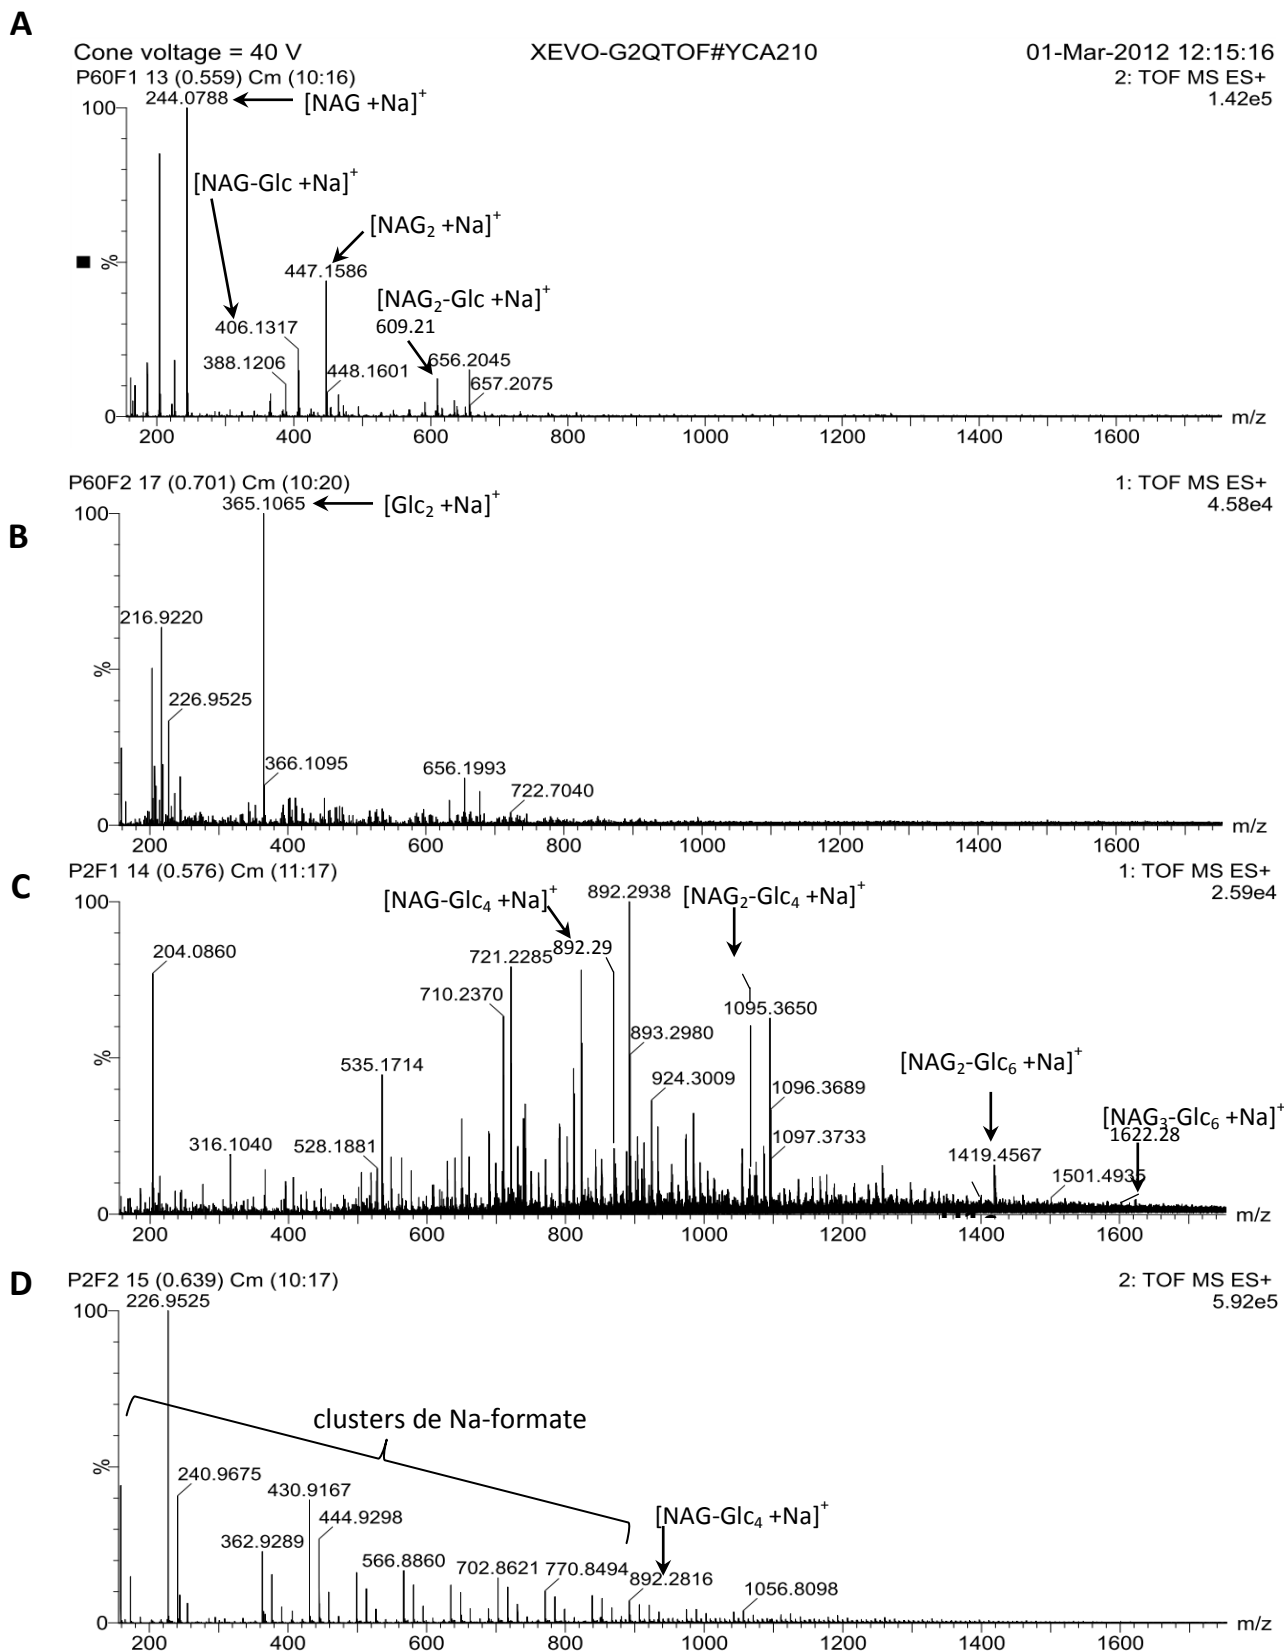 A
Cone voltage = 40 V XEVO-G2QTOF#YCA210 01-Mar-2012 12:15:16
P60F1 13 (0.559) Cm (10:16) 2: TOF MS ES+
1.42e5
244.0788 [NAG +Na]⁺
100
[NAG-Glc +Na]⁺
[NAG₂ +Na]⁺
%
447.1586
[NAG₂-Glc +Na]⁺
406.1317 609.21
388.1206 448.1601 656.2045
657.2075
0
200 400 600 800 1000 1200 1400 1600 m/z
B
P60F2 17 (0.701) Cm (10:20) 1: TOF MS ES+
4.58e4
365.1065 [Glc₂ +Na]⁺
100
216.9220
%
226.9525
366.1095 656.1993
722.7040
0
200 400 600 800 1000 1200 1400 1600 m/z
C
P2F1 14 (0.576) Cm (11:17) 1: TOF MS ES+
2.59e4
100 [NAG-Glc₄ +Na]⁺ 892.2938 [NAG₂-Glc₄ +Na]⁺
204.0860 721.2285 892.29
710.2370 1095.3650
893.2980
%
535.1714 924.3009 1096.3689 [NAG₂-Glc₆ +Na]⁺
316.1040 528.1881 1097.3733 [NAG₃-Glc₆ +Na]⁺
1622.28
1419.4567
1501.4935
0
200 400 600 800 1000 1200 1400 1600 m/z
D
P2F2 15 (0.639) Cm (10:17) 2: TOF MS ES+
5.92e5
226.9525
100
clusters de Na-formate
%
240.9675 430.9167
444.9298 [NAG-Glc₄ +Na]⁺
362.9289 566.8860 702.8621 770.8494 892.2816
1056.8098
0
200 400 600 800 1000 1200 1400 1600 m/z